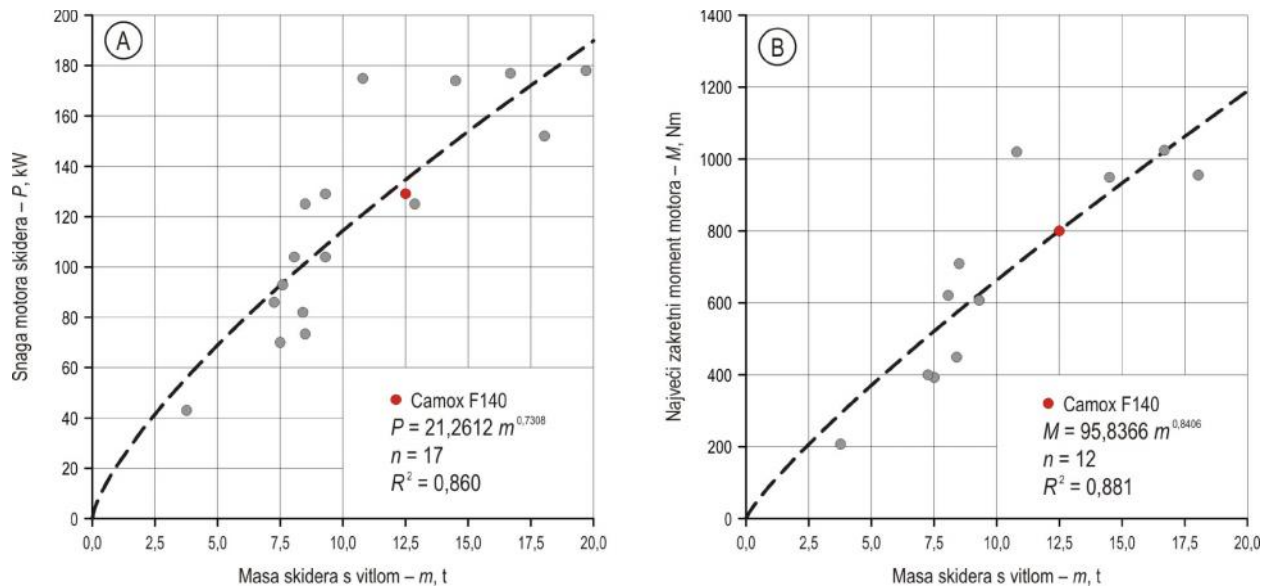 A
Snaga motora skidera – P, kW
200
180
160
140
120
100
80
60
40
20
0
0,0 2,5 5,0 7,5 10,0 12,5 15,0 17,5 20,0
Masa skidera s vitlom – m, t
Camox F140
P = 21,2612 m^0,7308
n = 17
R² = 0,860
B
Najveći zakretni moment motora – M, Nm
1400
1200
1000
800
600
400
200
0
0,0 2,5 5,0 7,5 10,0 12,5 15,0 17,5 20,0
Masa skidera s vitlom – m, t
Camox F140
M = 95,8366 m^0,8406
n = 12
R² = 0,881